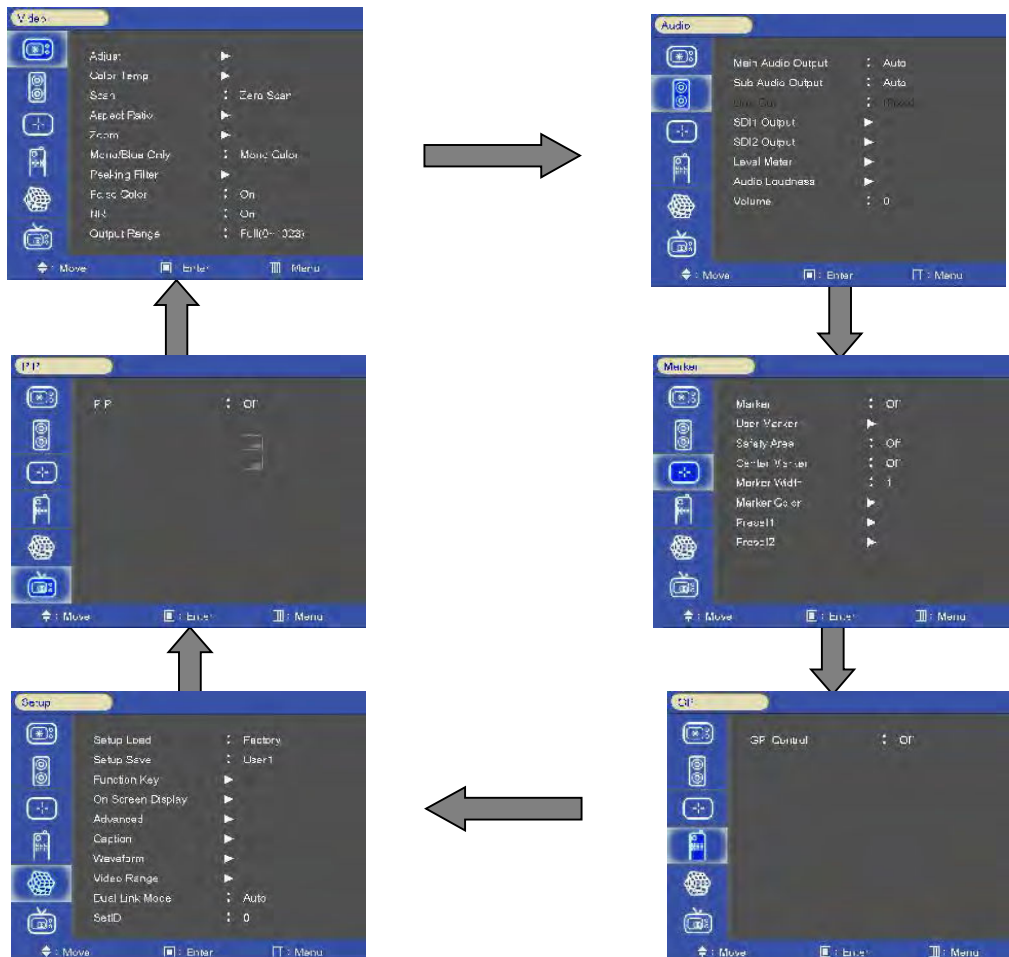 Video
Adjust
Color Temp
Scan : Zero Scan
Aspect Ratio
Zoom
Mono/Blue Only : Mono Color
Peaking Filter
False Color : On
NR : On
Output Range : Full(0~1023)
: Move : Enter : Menu
Audio
Main Audio Output : Auto
Sub Audio Output : Auto
SDI1 Output
SDI2 Output
Level Meter
Audio Loudness
Volume : 0
: Move : Enter : Menu
PIP
PIP :
: Move : Enter : Menu
Marker
Marker :
User Marker
Safety Area : Off
Center Marker :
Marker Width : 1
Marker Color
Preset1
Preset2
: Move : Enter : Menu
Setup
Setup Load : Factory
Setup Save : User1
Function Key
On Screen Display
Advanced
Caption
Waveform
Video Range
Dual Link Mode : Auto
SetID : 0
: Move : Enter : Menu
GPI
GPI Control :
: Move : Enter : Menu